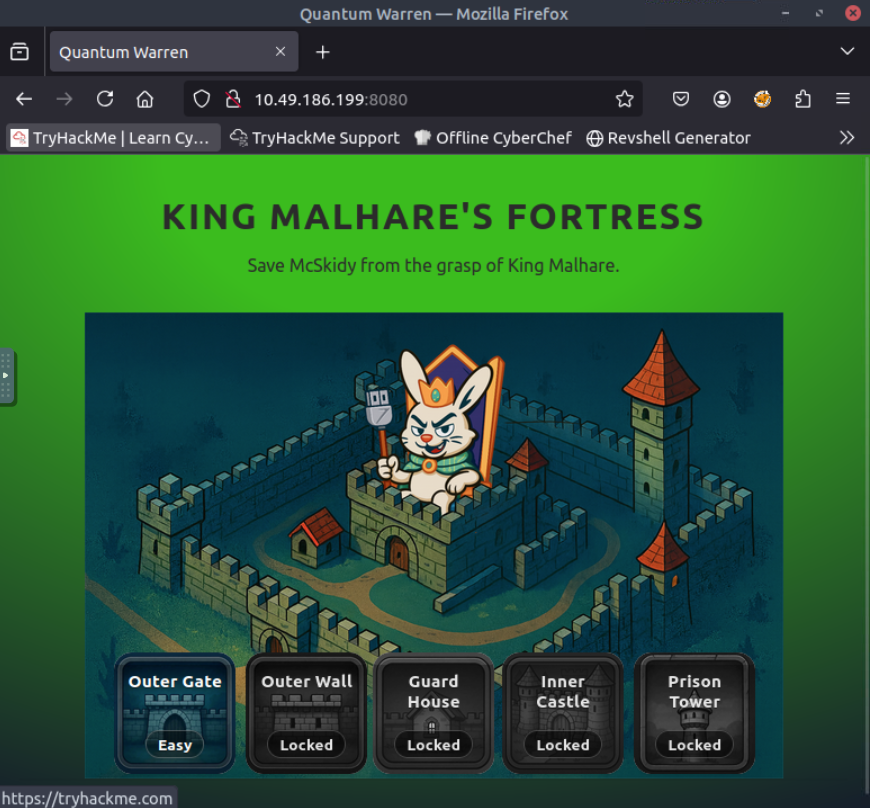 Quantum Warren — Mozilla Firefox
Quantum Warren
10.49.186.199:8080
TryHackMe | Learn Cy... TryHackMe Support Offline CyberChef Revshell Generator
KING MALHARE'S FORTRESS
Save McSkidy from the grasp of King Malhare.
Outer Gate
Easy
Outer Wall
Locked
Guard
House
Locked
Inner
Castle
Locked
Prison
Tower
Locked
https://tryhackme.com